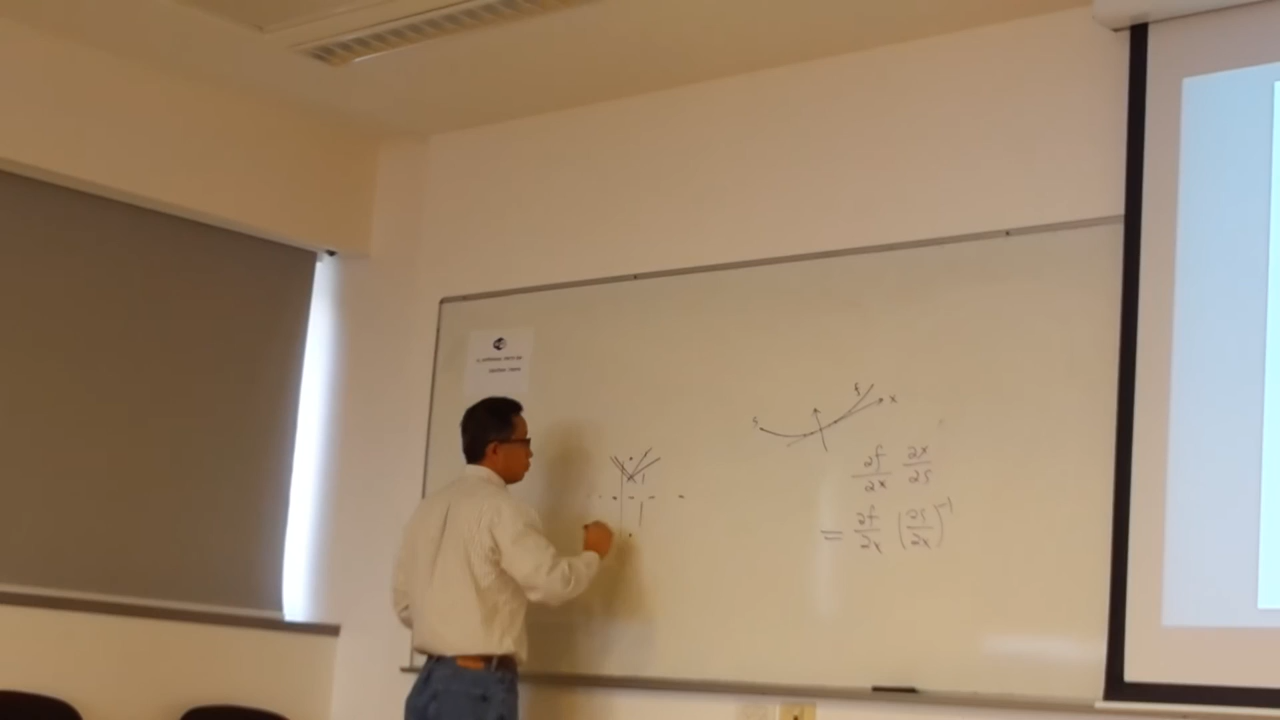 f
s
x
∂f/∂x ∂x/∂s
= ∂f/∂x (∂s/∂x)⁻¹